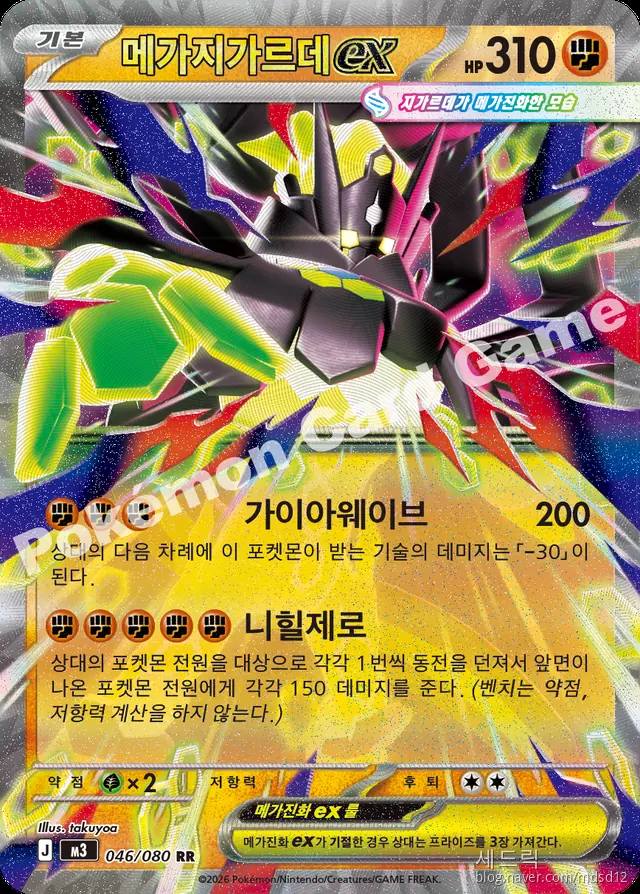 기본 메가지가르데ex HP 310
지가르데가 메가진화한 모습
Pokémon Card Game
가이아웨이브 200
상대의 다음 차례에 이 포켓몬이 받는 기술의 데미지는 「-30」이
된다.
니힐제로
상대의 포켓몬 전원을 대상으로 각각 1번씩 동전을 던져서 앞면이
나온 포켓몬 전원에게 각각 150 데미지를 준다. (벤치는 약점,
저항력 계산을 하지 않는다.)
약점 ×2 저항력 후퇴
메가진화 ex 룰
메가진화 ex가 기절한 경우 상대는 프라이즈를 3장 가져간다.
Illus. takuyoa
J M3 046/080 RR
세드릭
blog.naver.com/mdsd12
©2026 Pokémon/Nintendo/Creatures/GAME FREAK.